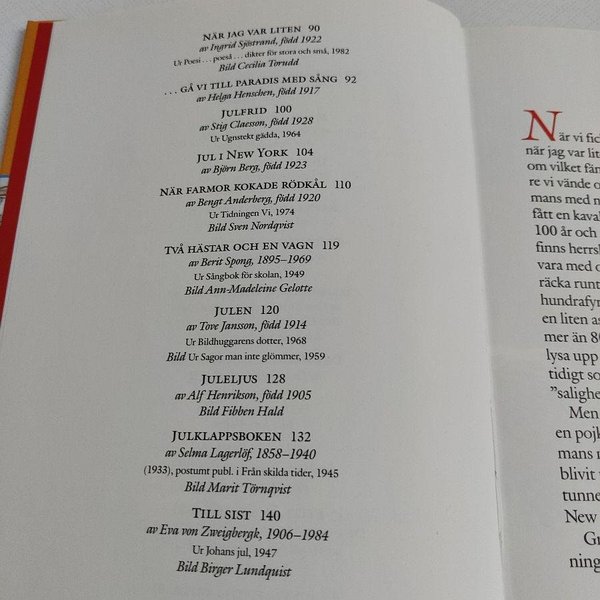 NÄR JAG VAR LITEN 90
av Ingrid Sjöstrand, född 1922
Ur Poesi . . . poeså . . . dikter för stora och små, 1982
Bild Cecilia Torudd
. . . GÅ VI TILL PARADIS MED SÅNG 92
av Helga Henschen, född 1917
JULFRID 100
av Stig Claesson, född 1928
Ur Ugnstekt gädda, 1964
JUL I NEW YORK 104
av Björn Berg, född 1923
NÄR FARMOR KOKADE RÖDKÅL 110
av Bengt Anderberg, född 1920
Ur Tidningen Vi, 1974
Bild Sven Nordqvist
TVÅ HÄSTAR OCH EN VAGN 119
av Berit Spong, 1895–1969
Ur Sångbok för skolan, 1949
Bild Ann-Madeleine Gelotte
JULEN 120
av Tove Jansson, född 1914
Ur Bildhuggarens dotter, 1968
Bild Ur Sagor man inte glömmer, 1959
JULELJUS 128
av Alf Henrikson, född 1905
Bild Fibben Hald
JULKLAPPSBOKEN 132
av Selma Lagerlöf, 1858–1940
(1933), postumt publ. i Från skilda tider, 1945
Bild Marit Törnqvist
TILL SIST 140
av Eva von Zweigbergk, 1906–1984
Ur Johans jul, 1947
Bild Birger Lundquist
När vi fic
när jag var lit
om vilket fän
re vi vände o
mans med n
fått en kaval
100 år och
finns herrsk
vara med o
räcka runt
hundrafyr
en liten as
mer än 80
lysa upp
tidigt so
”salighe
Men
en pojk
mans n
blivit
tunne
New
Gr
ning